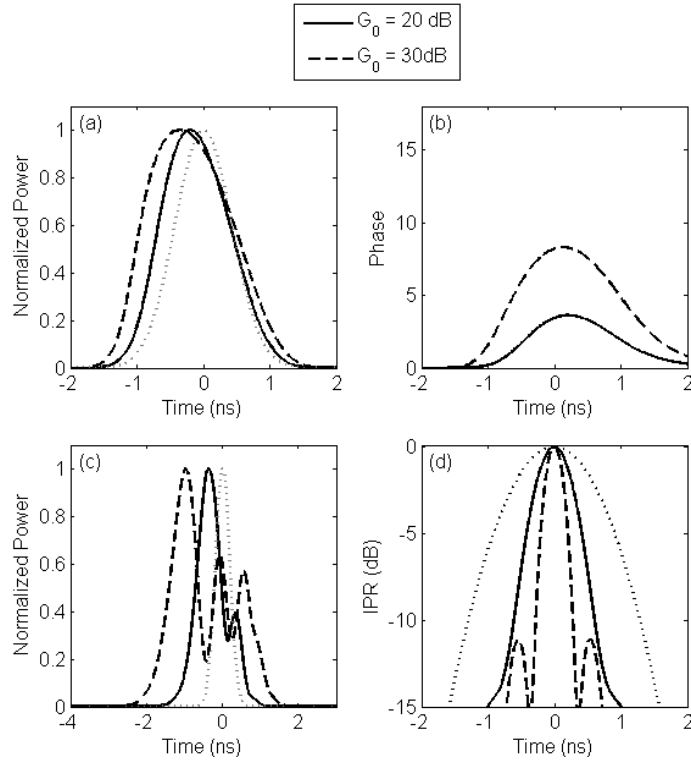 G0 = 20 dB
G0 = 30dB
(a)
Normalized Power
1
0.8
0.6
0.4
0.2
0
-2 -1 0 1 2
Time (ns)
(b)
Phase
15
10
5
0
-2 -1 0 1 2
Time (ns)
(c)
Normalized Power
1
0.8
0.6
0.4
0.2
0
-4 -2 0 2 4
Time (ns)
(d)
IPR (dB)
0
-5
-10
-15
-2 -1 0 1 2
Time (ns)